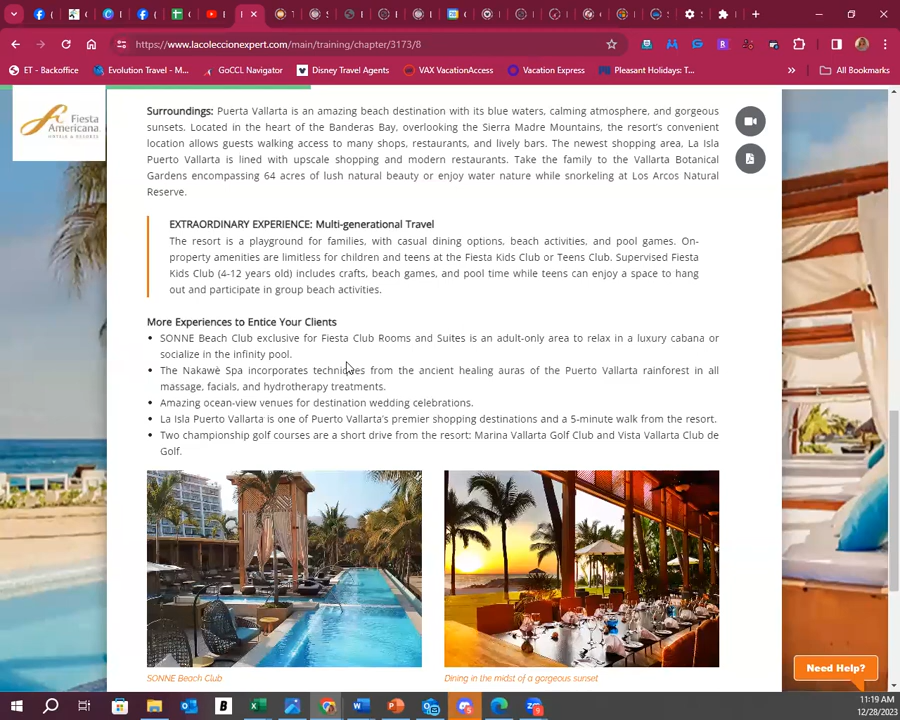 https://www.lacoleccionexpert.com/main/training/chapter/3173/8
ET - Backoffice
Evolution Travel - M...
GoCCL Navigator
Disney Travel Agents
VAX VacationAccess
Vacation Express
Pleasant Holidays: T...
»
All Bookmarks
Fiesta
Americana
HOTELS & RESORTS
Surroundings: Puerta Vallarta is an amazing beach destination with its blue waters, calming atmosphere, and gorgeous
sunsets. Located in the heart of the Banderas Bay, overlooking the Sierra Madre Mountains, the resort's convenient
location allows guests walking access to many shops, restaurants, and lively bars. The newest shopping area, La Isla
Puerto Vallarta is lined with upscale shopping and modern restaurants. Take the family to the Vallarta Botanical
Gardens encompassing 64 acres of lush natural beauty or enjoy water nature while snorkeling at Los Arcos Natural
Reserve.
EXTRAORDINARY EXPERIENCE: Multi-generational Travel
The resort is a playground for families, with casual dining options, beach activities, and pool games. On-
property amenities are limitless for children and teens at the Fiesta Kids Club or Teens Club. Supervised Fiesta
Kids Club (4-12 years old) includes crafts, beach games, and pool time while teens can enjoy a space to hang
out and participate in group beach activities.
More Experiences to Entice Your Clients
• SONNE Beach Club exclusive for Fiesta Club Rooms and Suites is an adult-only area to relax in a luxury cabana or
socialize in the infinity pool.
• The Nakawé Spa incorporates techniques from the ancient healing auras of the Puerto Vallarta rainforest in all
massage, facials, and hydrotherapy treatments.
• Amazing ocean-view venues for destination wedding celebrations.
• La Isla Puerto Vallarta is one of Puerto Vallarta's premier shopping destinations and a 5-minute walk from the resort.
• Two championship golf courses are a short drive from the resort: Marina Vallarta Golf Club and Vista Vallarta Club de
Golf.
SONNE Beach Club
Dining in the midst of a gorgeous sunset
Need Help?
11:19 AM
12/28/2023